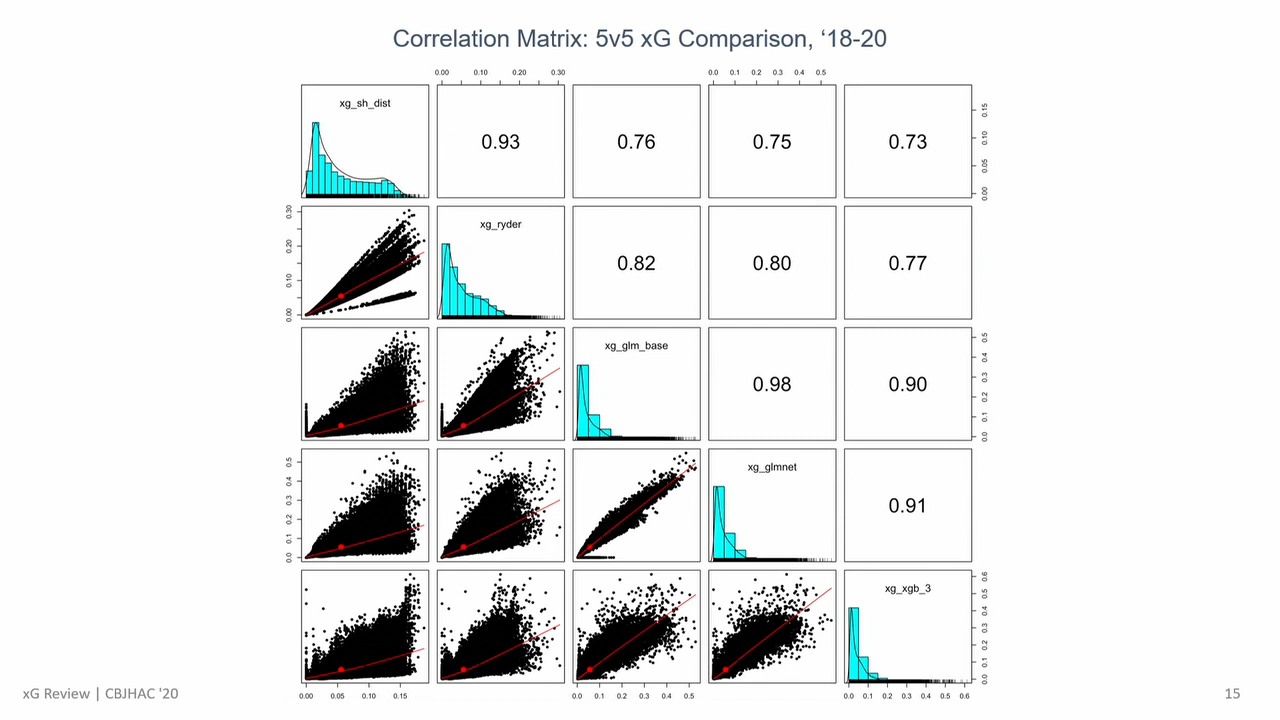 Correlation Matrix: 5v5 xG Comparison, ‘18-20
0.00 0.10 0.20 0.30
0.0 0.1 0.2 0.3 0.4 0.5
xg_sh_dist
0.93
0.76
0.75
0.73
0.00 0.05 0.10 0.15
0.00 0.10 0.20 0.30
xg_ryder
0.82
0.80
0.77
xg_glm_base
0.98
0.90
0.0 0.1 0.2 0.3 0.4 0.5
0.0 0.1 0.2 0.3 0.4 0.5
xg_glmnet
0.91
xg_xgb_3
0.0 0.1 0.2 0.3 0.4 0.5 0.6
0.00 0.05 0.10 0.15
0.0 0.1 0.2 0.3 0.4 0.5
0.0 0.1 0.2 0.3 0.4 0.5 0.6
xG Review | CBJHAC '20
15